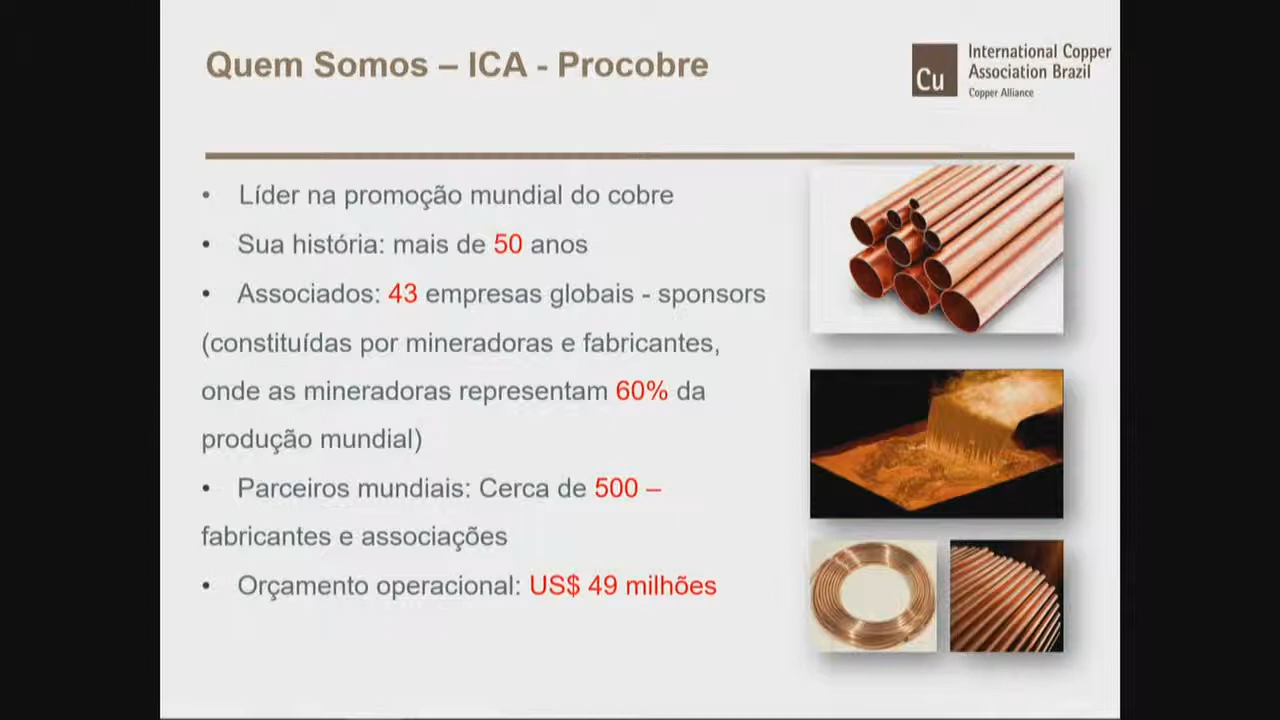 Quem Somos – ICA - Procobre
Cu
International Copper
Association Brazil
Copper Alliance
• Líder na promoção mundial do cobre
• Sua história: mais de 50 anos
• Associados: 43 empresas globais - sponsors
(constituídas por mineradoras e fabricantes,
onde as mineradoras representam 60% da
produção mundial)
• Parceiros mundiais: Cerca de 500 –
fabricantes e associações
• Orçamento operacional: US$ 49 milhões